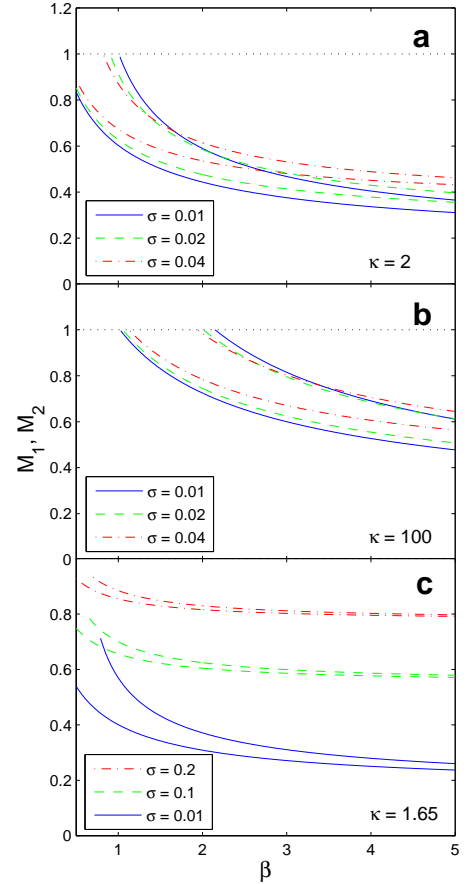 1.2
1
0.8
0.6
0.4
0.2
0
a
σ = 0.01
σ = 0.02
σ = 0.04
κ = 2
1
0.8
0.6
0.4
0.2
0
b
σ = 0.01
σ = 0.02
σ = 0.04
κ = 100
M₁, M₂
0.8
0.6
0.4
0.2
0
c
σ = 0.2
σ = 0.1
σ = 0.01
κ = 1.65
1 2 3 4 5
β